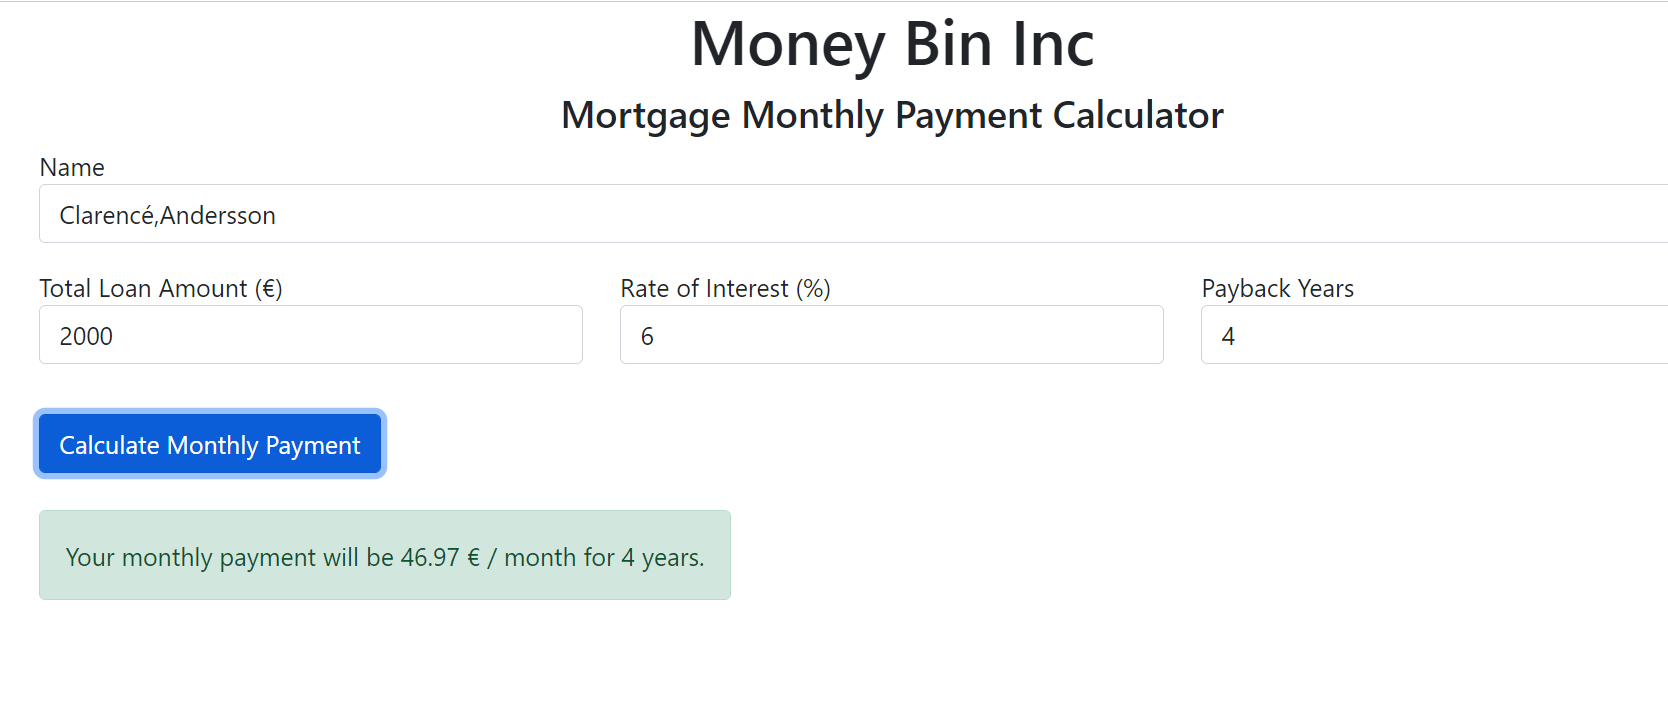 Money Bin Inc
Mortgage Monthly Payment Calculator
Name
Clarencé,Andersson
Total Loan Amount (€) Rate of Interest (%) Payback Years
2000 6 4
Calculate Monthly Payment
Your monthly payment will be 46.97 € / month for 4 years.